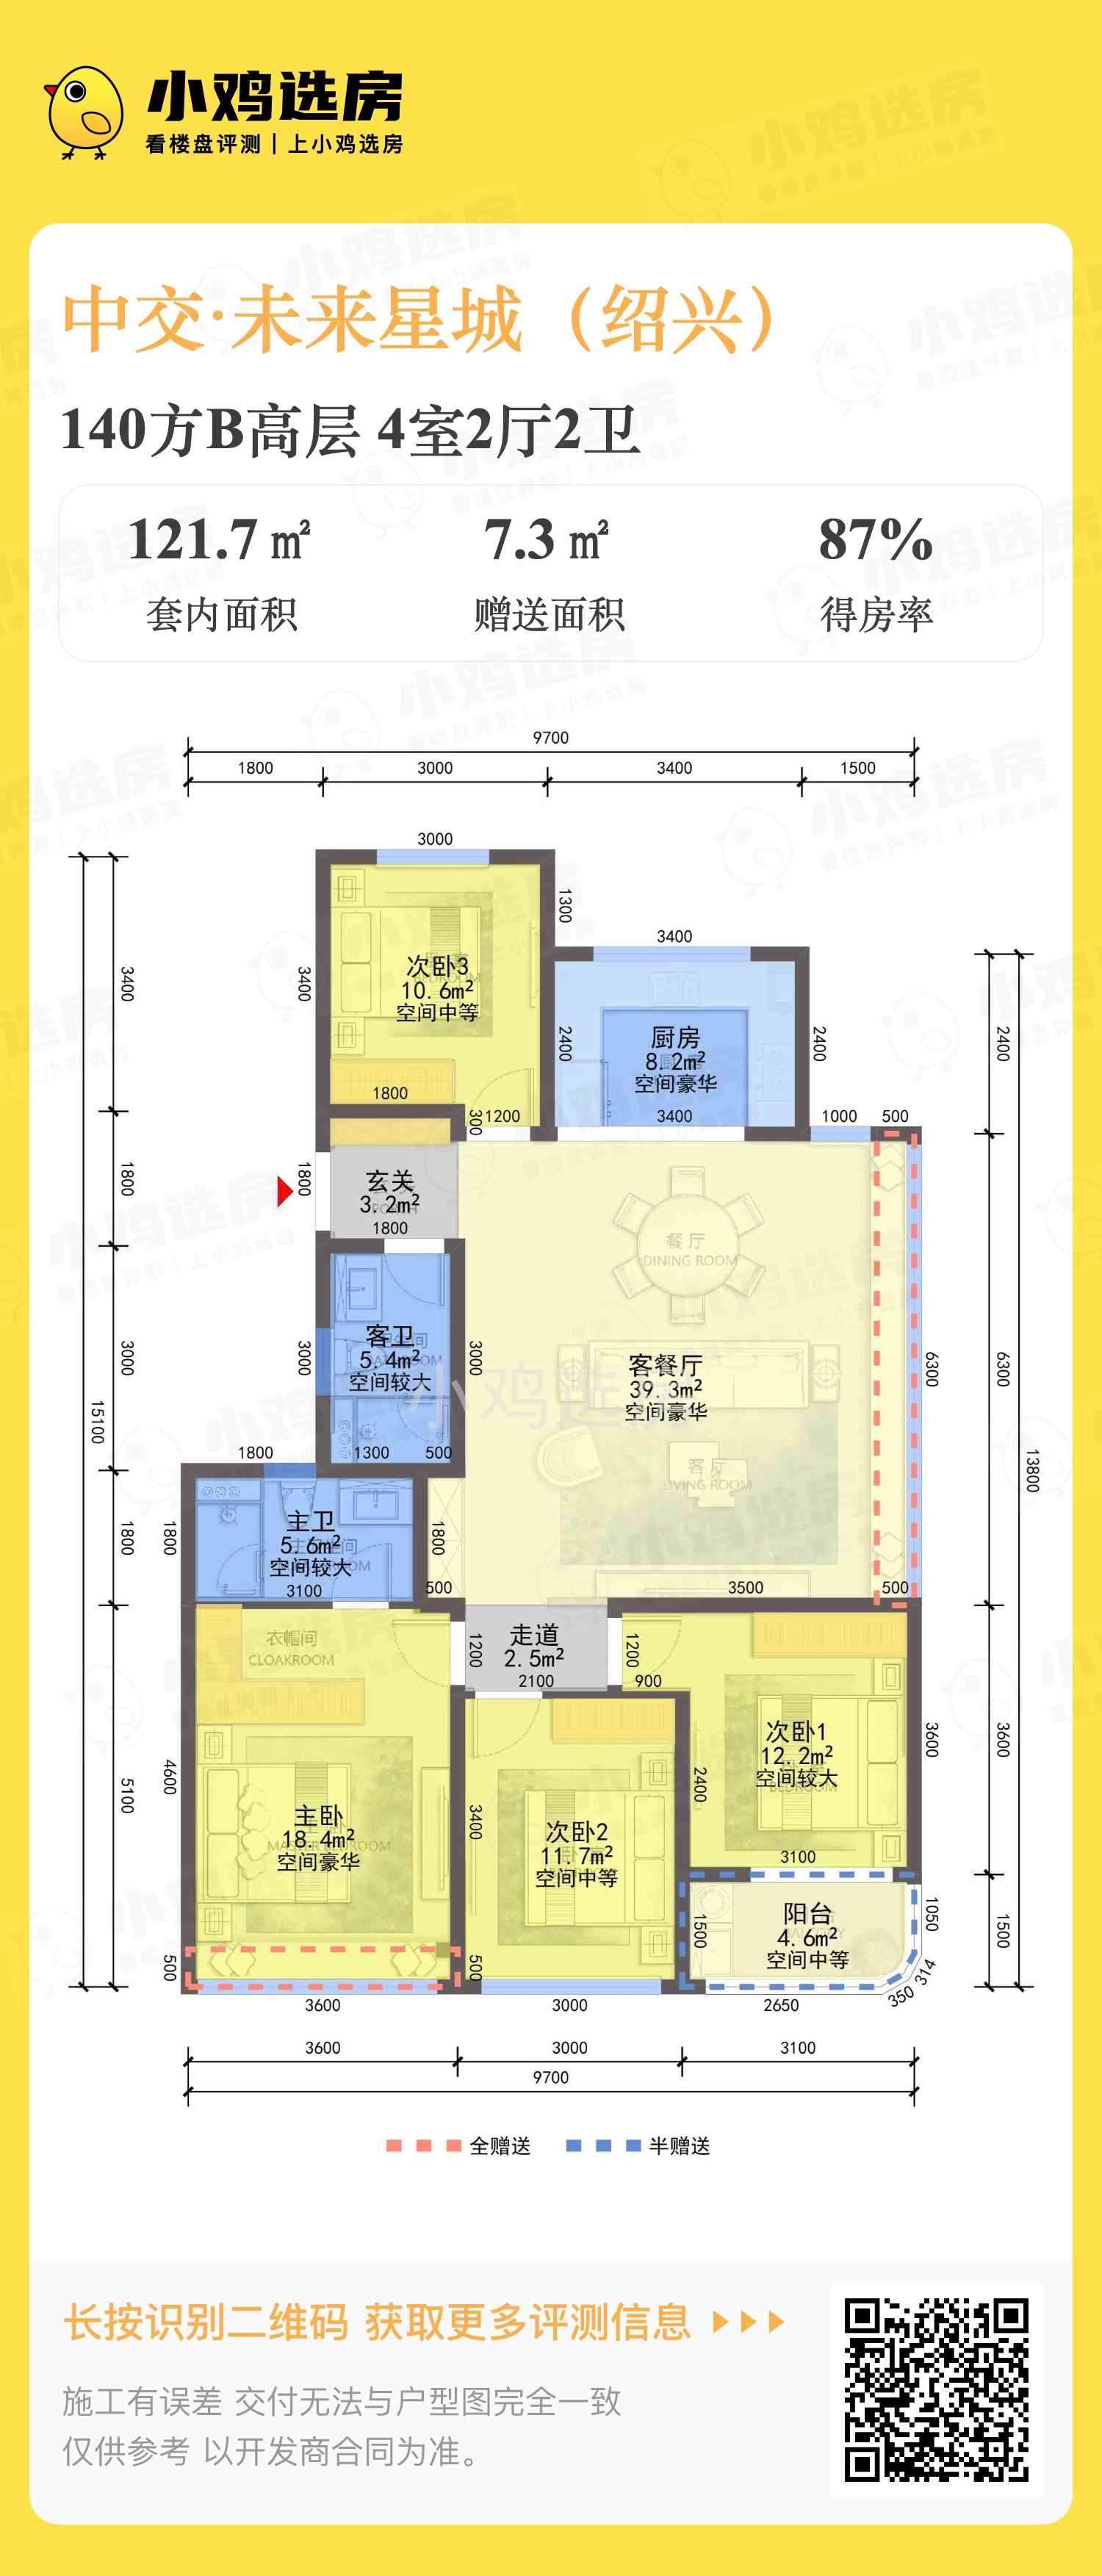 小鸡选房
看楼盘评测 | 上小鸡选房
中交·未来星城（绍兴）
140方B高层 4室2厅2卫
121.7 ㎡ 7.3 ㎡ 87%
套内面积 赠送面积 得房率
9700
1800 3000 3400 1500
3000
1300
3400
3400
3400
次卧3
10.6m²
空间中等
2400
厨房
8.2m²
空间豪华
2400
2400
1800
300
1200
3400
1000 500
1800
1800
玄关
3.2m²
1800
餐厅
DINING ROOM
15100
3000
3000
客卫
5.4m²
空间较大
3000
客餐厅
39.3m²
空间豪华
6300
6300
小鸡选房
1800
1300 500
客厅
LIVING ROOM
13800
1800
1800
主卫
5.6m²
空间较大
3100
1800
500
3500
500
衣帽间
CLOAKROOM
1200
走道
2.5m²
2100
1200
900
5100
4600
主卧
18.4m²
空间豪华
3400
次卧2
11.7m²
空间中等
2400
次卧1
12.2m²
空间较大
3100
3600
3600
500
500
1500
阳台
4.6m²
空间中等
1050
1500
314
350
3600 3000 2650
3600 3000 3100
9700
全赠送 半赠送
长按识别二维码 获取更多评测信息
施工有误差 交付无法与户型图完全一致
仅供参考 以开发商合同为准。